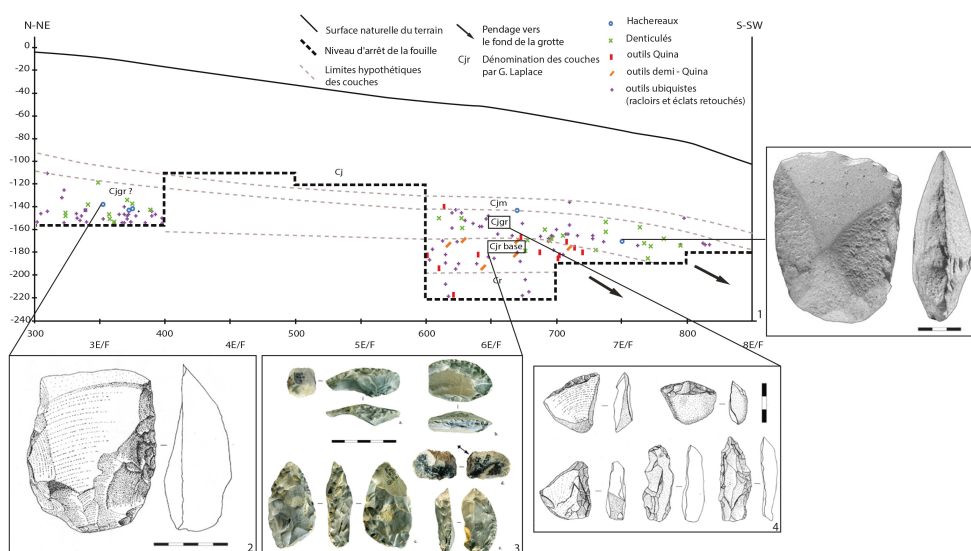 N-NE
S-SW
Surface naturelle du terrain
Niveau d'arrêt de la fouille
Limites hypothétiques
des couches
Pendage vers
le fond de la grotte
Cjr
Dénomination des couches
par G. Laplace
Hachereaux
Denticulés
outils Quina
outils demi - Quina
outils ubiquistes
(racloirs et éclats retouchés)
0
-20
-40
-60
-80
-100
-120
-140
-160
-180
-200
-220
-240
Cjgr ?
Cj
Cjm
Cjgr
Cjr base
Cr
1
300
400
500
600
700
800
3E/F
4E/F
5E/F
6E/F
7E/F
8E/F
2
3
4